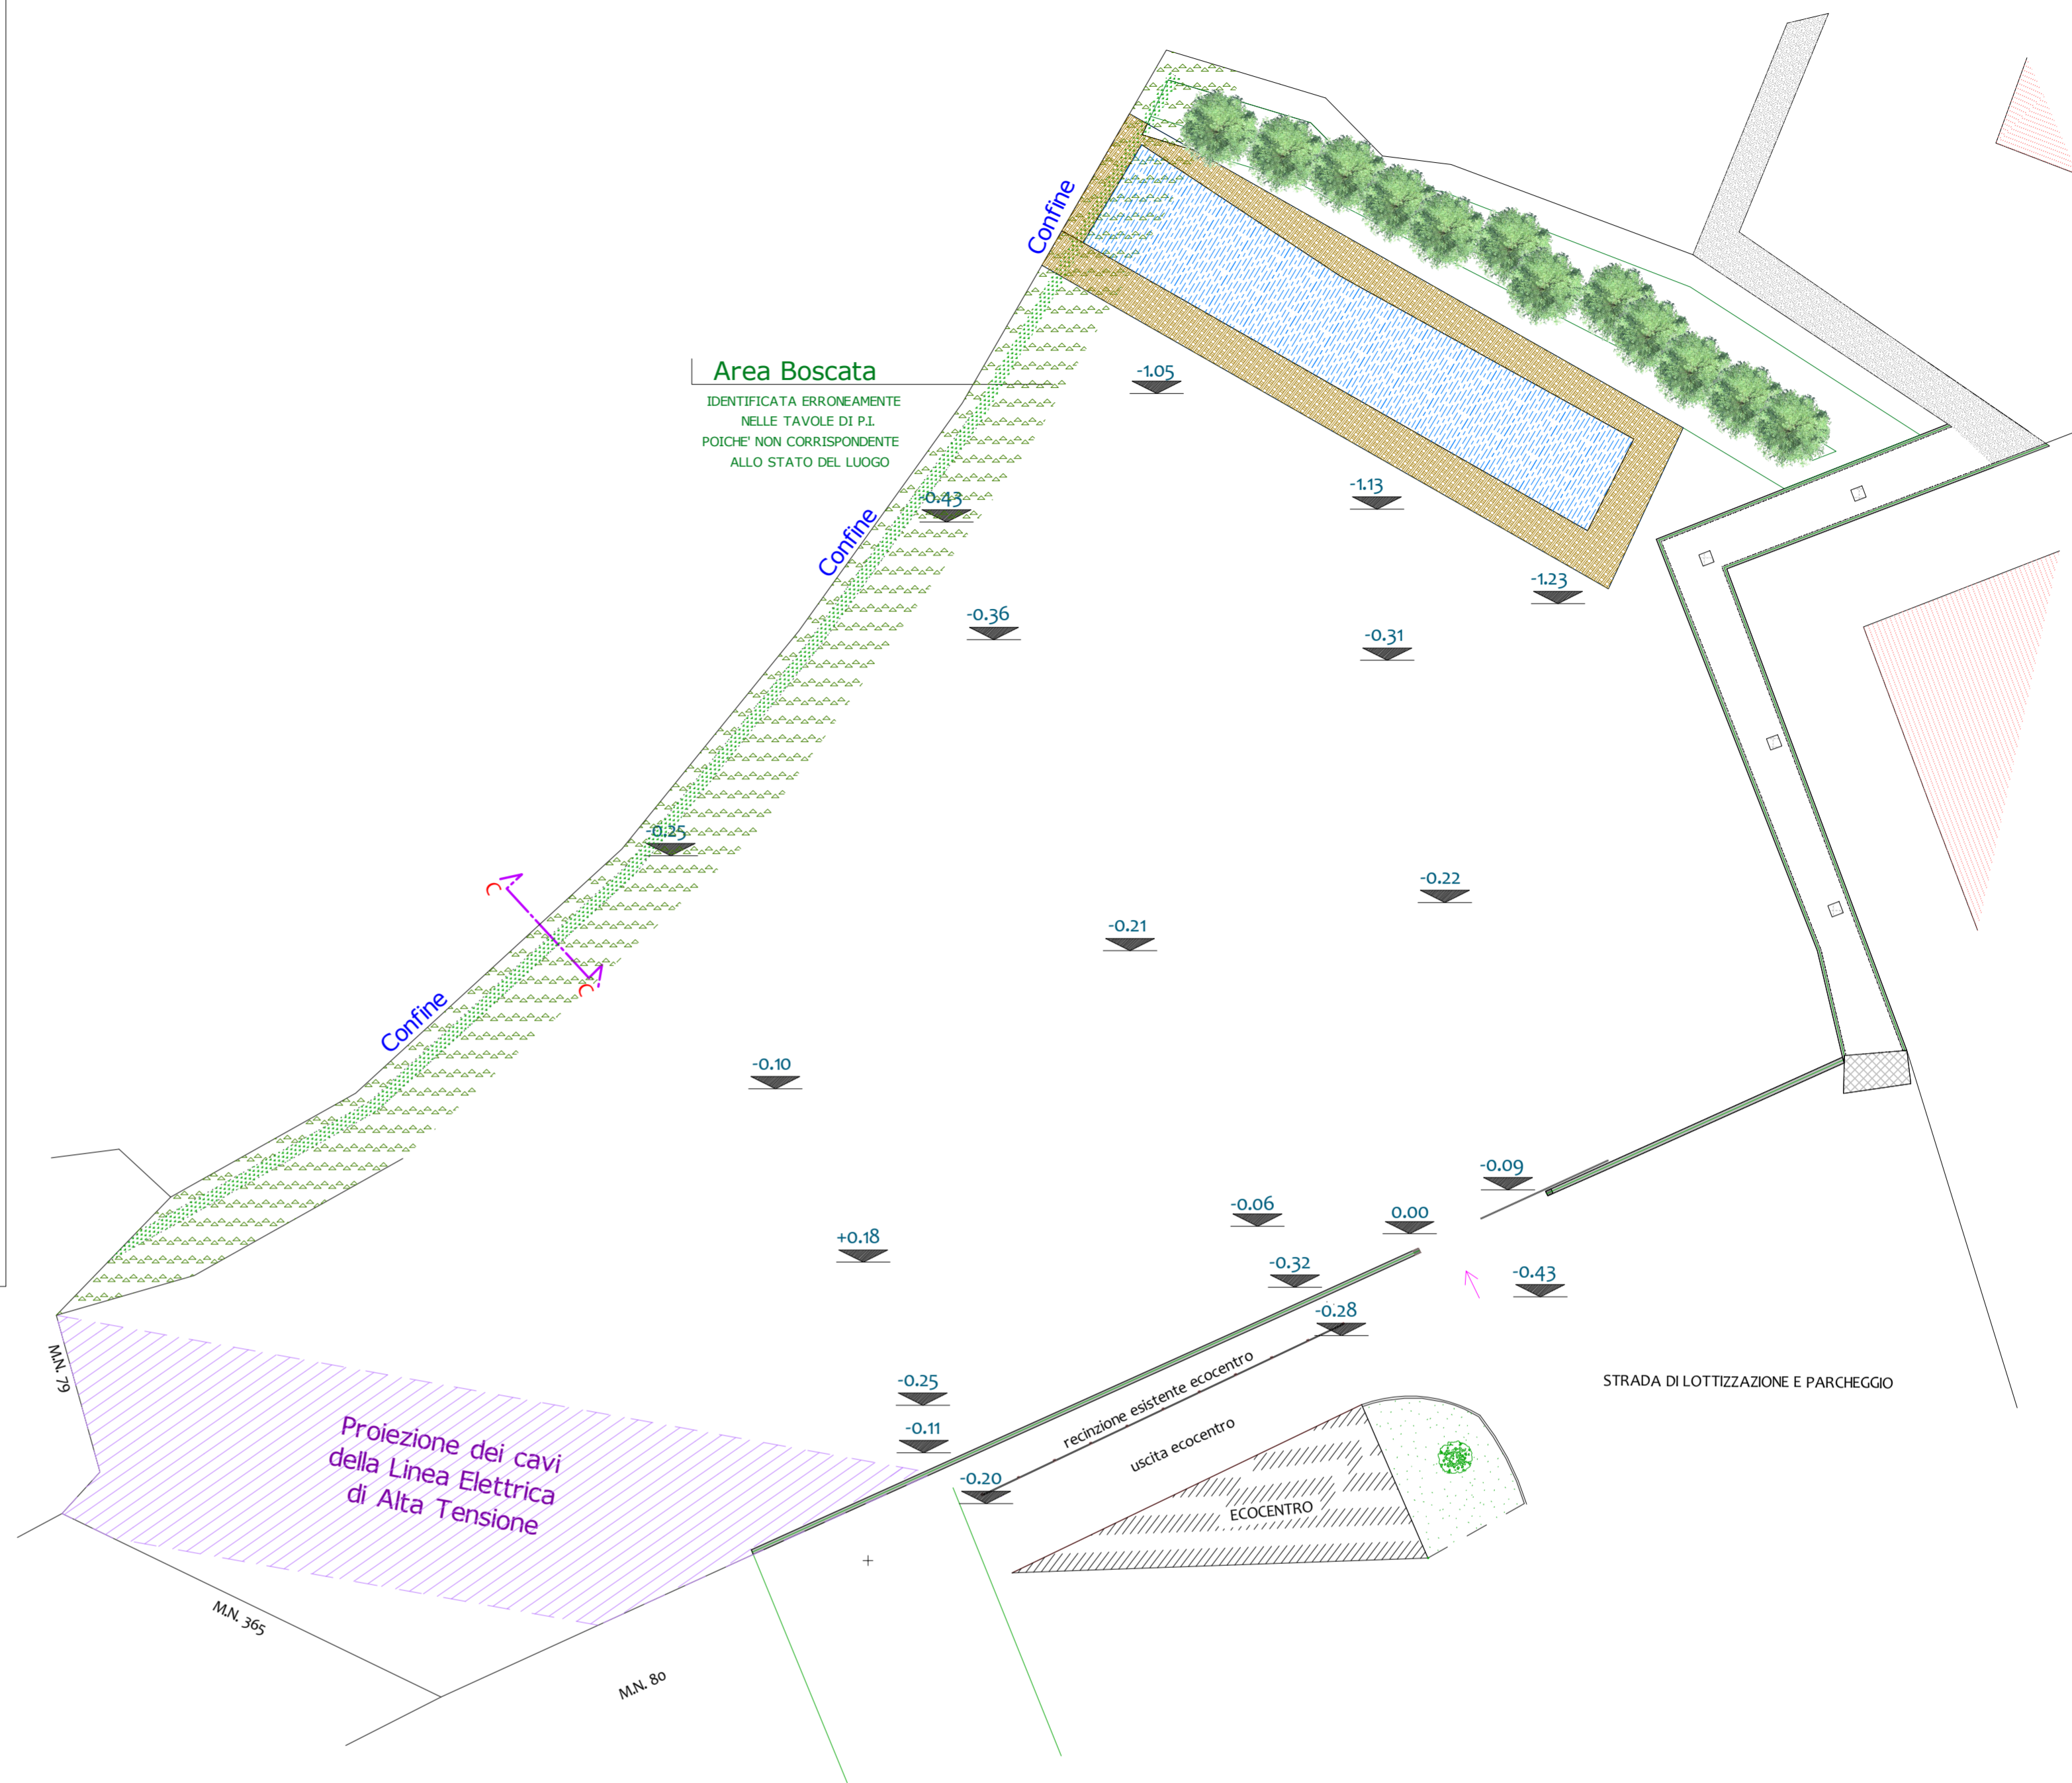 Confine
Area Boscata
IDENTIFICATA ERRONEAMENTE
NELLE TAVOLE DI P.I.
POICHE' NON CORRISPONDENTE
ALLO STATO DEL LUOGO
-1.05
-0.43
-1.13
Confine
-1.23
-0.36
-0.31
-0.25
C
-0.22
-0.21
C
Confine
-0.10
-0.09
-0.06
0.00
+0.18
-0.32
-0.43
-0.28
M.N. 79
-0.25
recinzione esistente ecocentro
STRADA DI LOTTIZZAZIONE E PARCHEGGIO
-0.11
uscita ecocentro
Proiezione dei cavi
della Linea Elettrica
di Alta Tensione
-0.20
ECOCENTRO
M.N. 365
M.N. 80